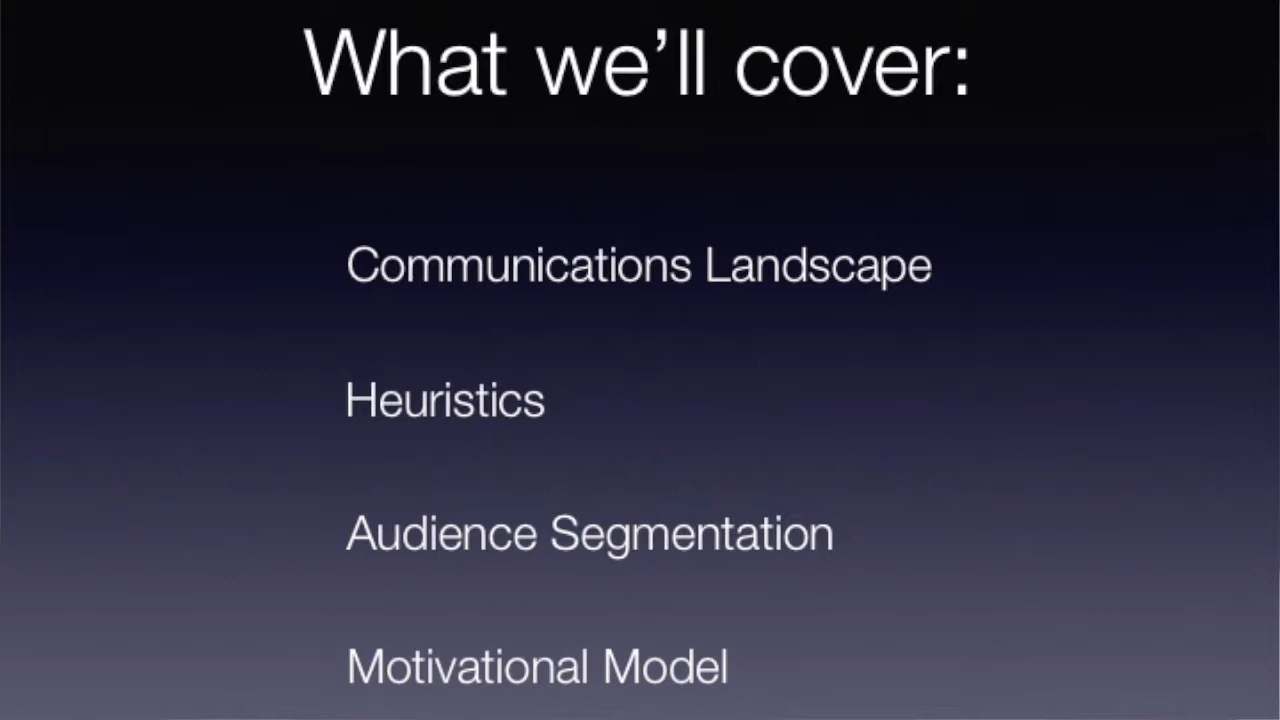 What we’ll cover:
Communications Landscape
Heuristics
Audience Segmentation
Motivational Model